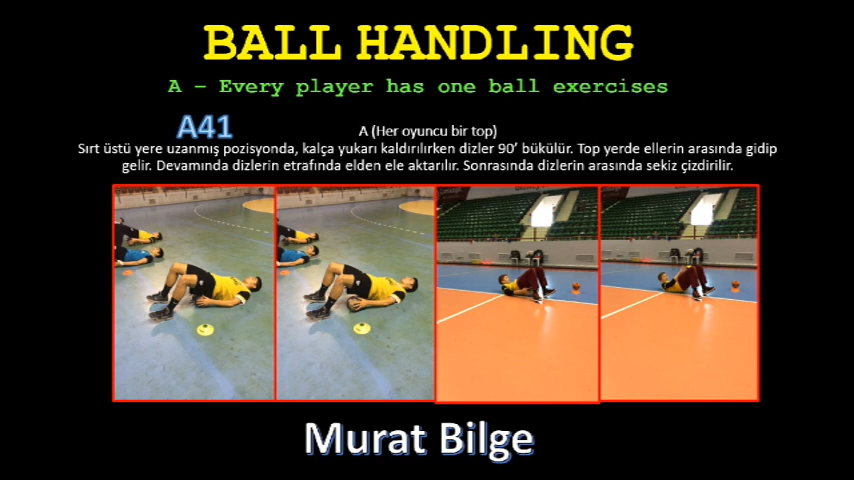 BALL HANDLING
A – Every player has one ball exercises
A41
A (Her oyuncu bir top)
Sırt üstü yere uzanmış pozisyonda, kalça yukarı kaldırılırken dizler 90’ bükülür. Top yerde ellerin arasında gidip
gelir. Devamında dizlerin etrafında elden ele aktarılır. Sonrasında dizlerin arasında sekiz çizdirilir.
Murat Bilge